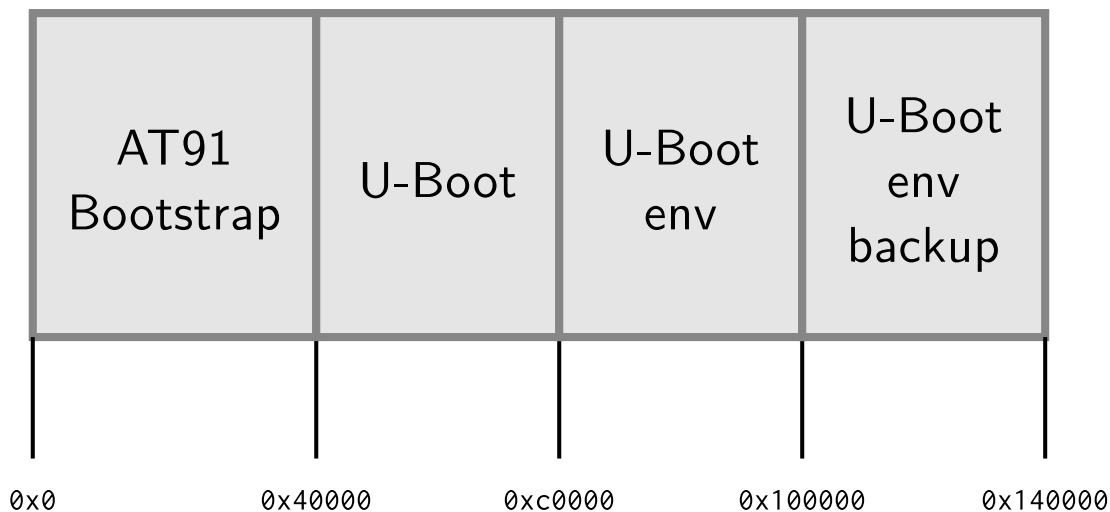 AT91
Bootstrap
U-Boot
U-Boot
env
U-Boot
env
backup
0x0
0x40000
0xc0000
0x100000
0x140000